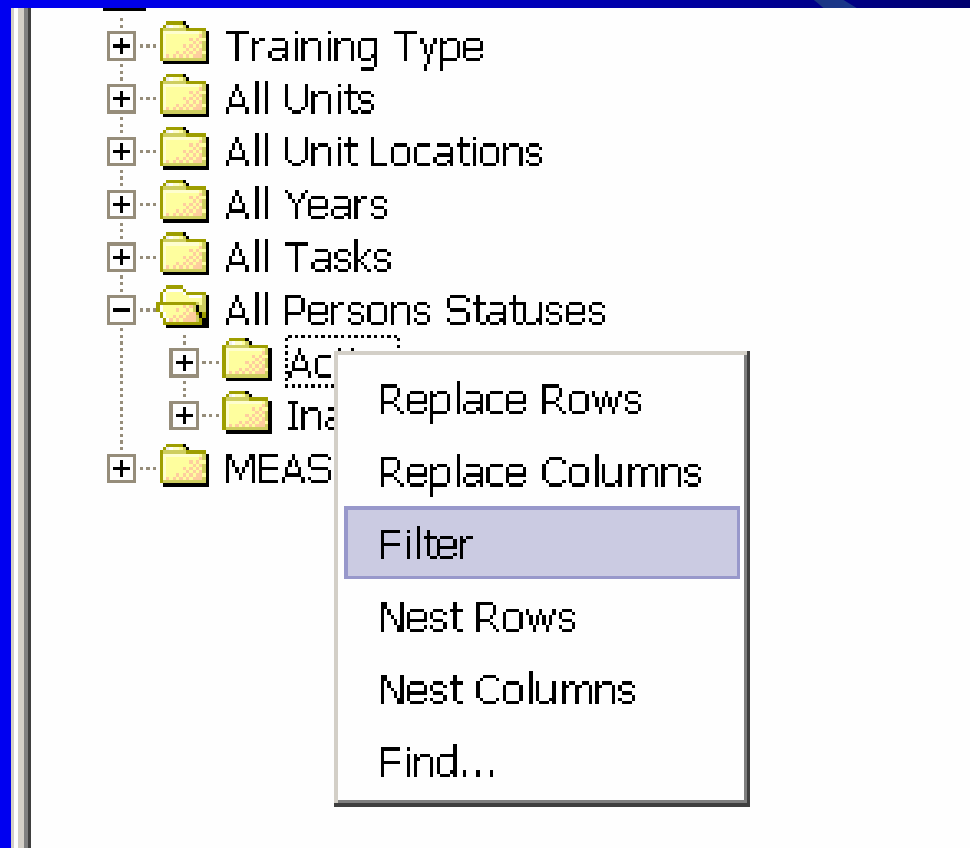 Training Type
All Units
All Unit Locations
All Years
All Tasks
All Persons Statuses
MEAS
Replace Rows
Replace Columns
Filter
Nest Rows
Nest Columns
Find...